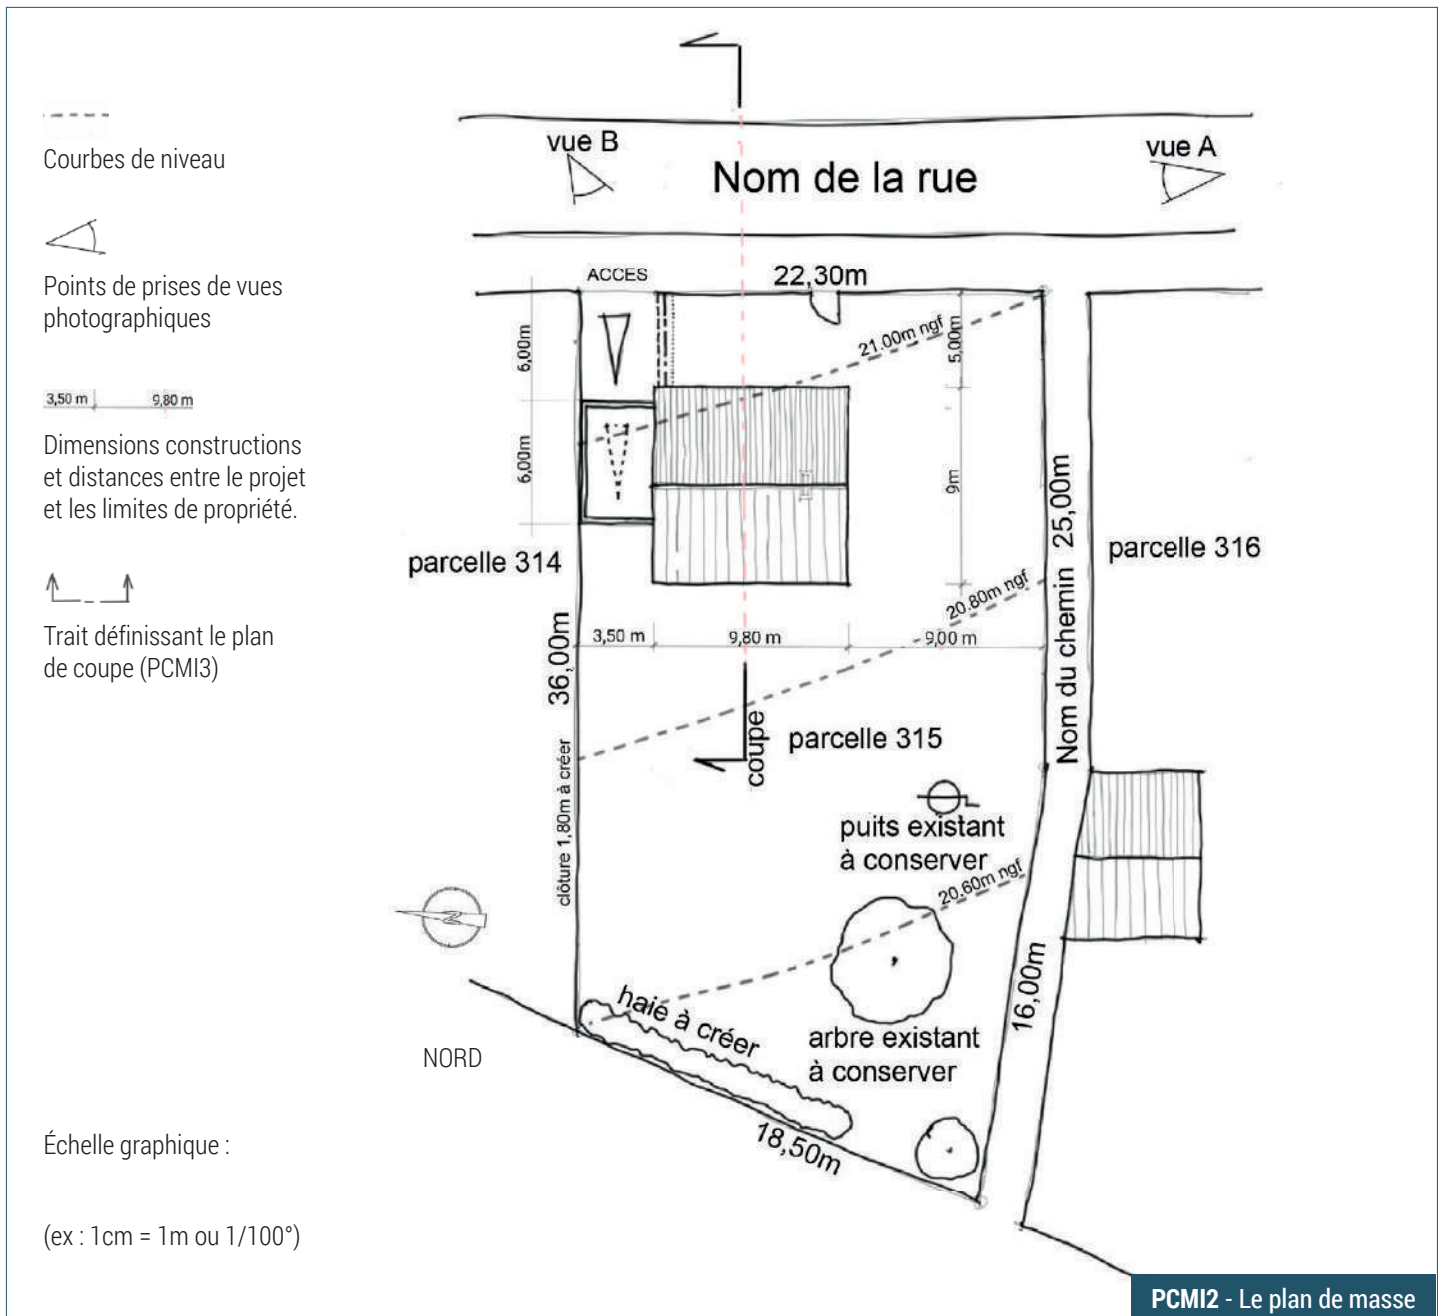 Courbes de niveau
Points de prises de vues
photographiques
3,50 m 9,80 m
Dimensions constructions
et distances entre le projet
et les limites de propriété.
Trait définissant le plan
de coupe (PCMI3)
NORD
Échelle graphique :
(ex : 1cm = 1m ou 1/100°)
vue B
vue A
Nom de la rue
ACCES
22,30m
6,00m
6,00m
21.00m ngf
5,00m
9m
25,00m
Nom du chemin
parcelle 314
parcelle 316
20.80m ngf
3,50 m 9,80 m 9,00 m
36,00m
clôture 1,80m à créer
coupe
parcelle 315
puits existant
à conserver
20.60m ngf
16,00m
haie à créer
arbre existant
à conserver
18,50m
PCMI2 - Le plan de masse